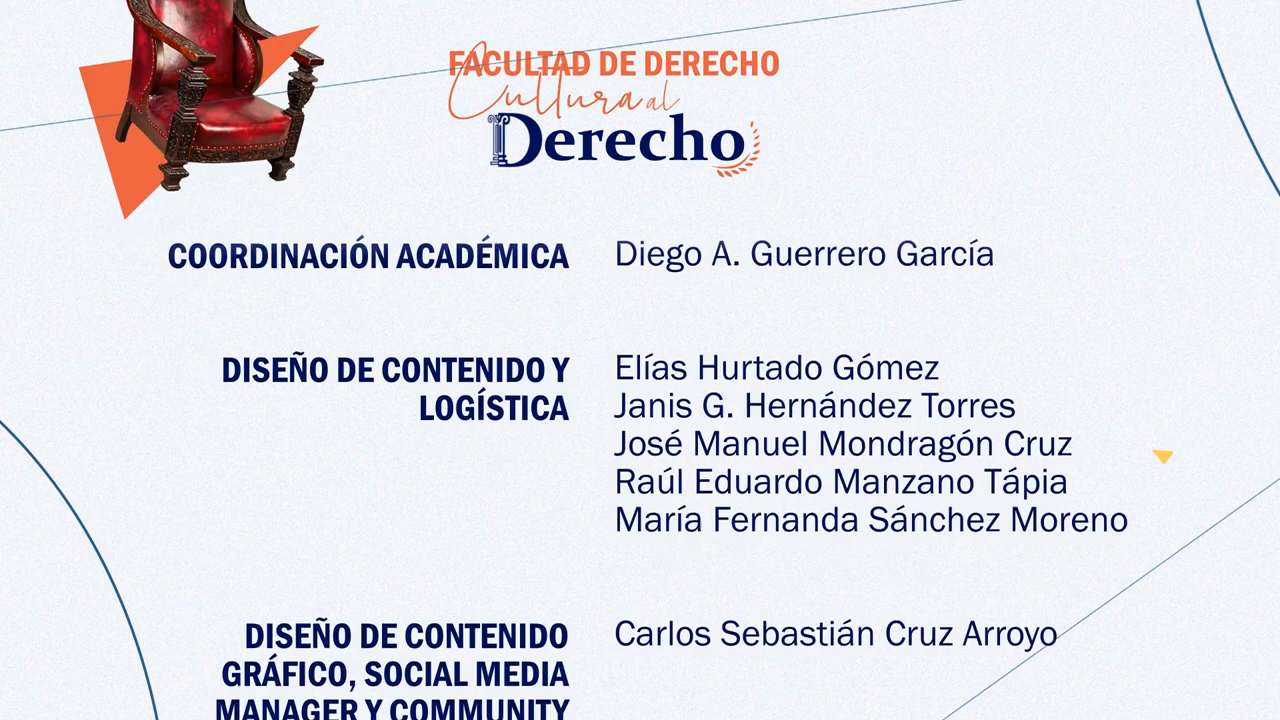 FACULTAD DE DERECHO
Cultura al
Derecho
COORDINACIÓN ACADÉMICA
Diego A. Guerrero García
DISEÑO DE CONTENIDO Y
LOGÍSTICA
Elías Hurtado Gómez
Janis G. Hernández Torres
José Manuel Mondragón Cruz
Raúl Eduardo Manzano Tápia
María Fernanda Sánchez Moreno
DISEÑO DE CONTENIDO
GRÁFICO, SOCIAL MEDIA
MANAGER Y COMMUNITY
Carlos Sebastián Cruz Arroyo